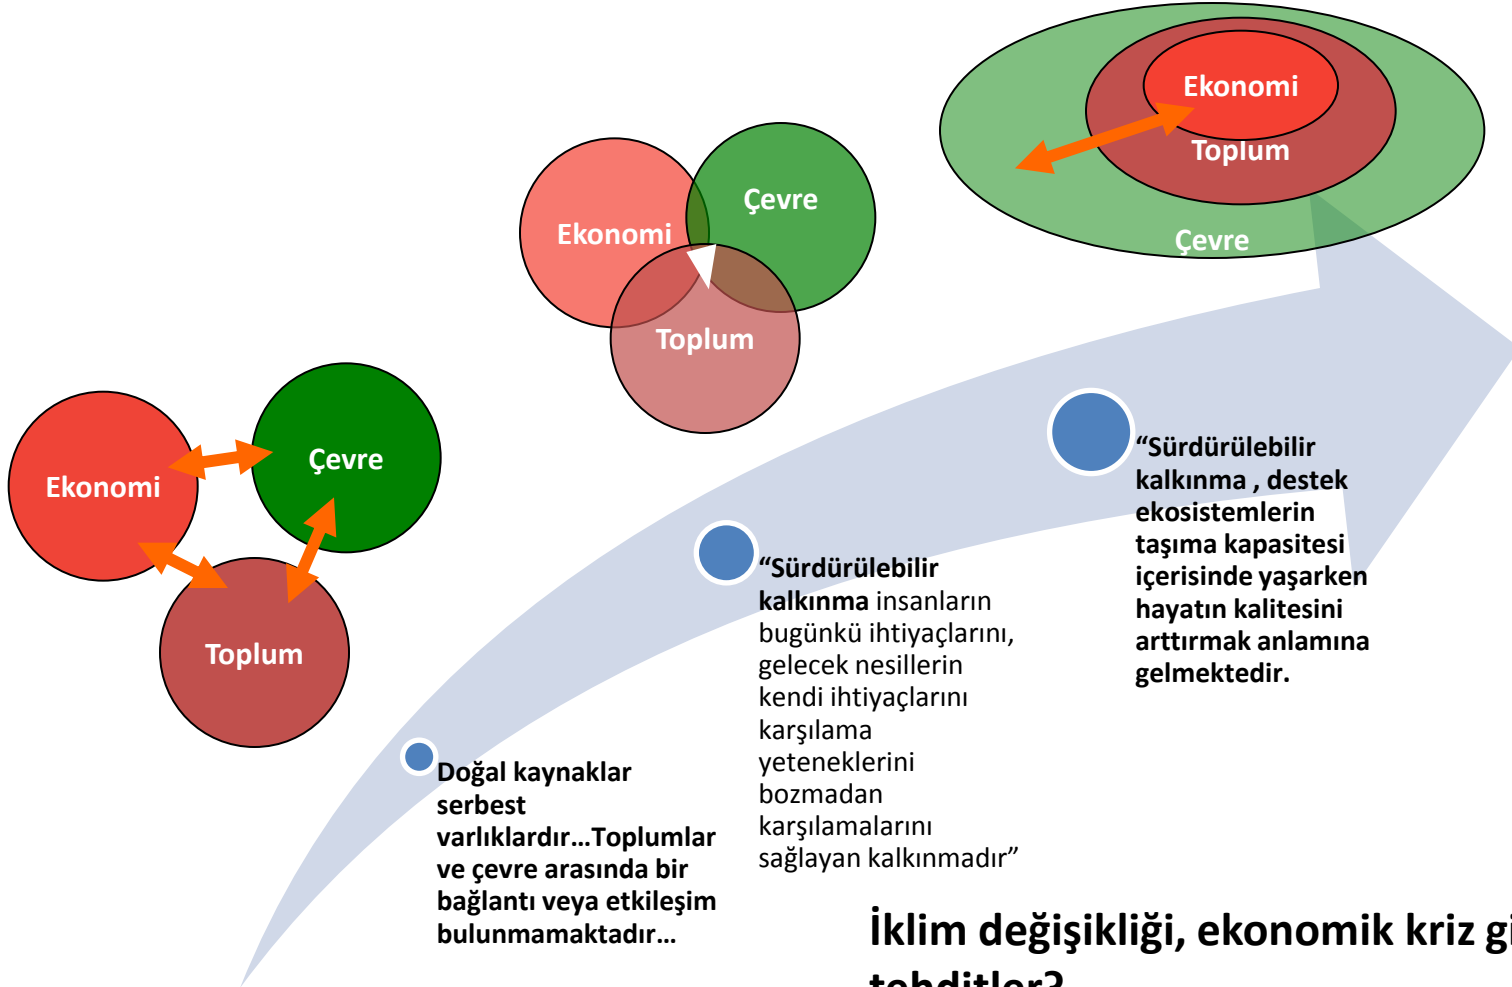 Ekonomi
Toplum
Çevre
Ekonomi
Çevre
Toplum
Ekonomi
Çevre
Toplum
“Sürdürülebilir
kalkınma , destek
ekosistemlerin
taşıma kapasitesi
içerisinde yaşarken
hayatın kalitesini
arttırmak anlamına
gelmektedir.
“Sürdürülebilir
kalkınma insanların
bugünkü ihtiyaçlarını,
gelecek nesillerin
kendi ihtiyaçlarını
karşılama
yeteneklerini
bozmadan
karşılamalarını
sağlayan kalkınmadır”
Doğal kaynaklar
serbest
varlıklardır…Toplumlar
ve çevre arasında bir
bağlantı veya etkileşim
bulunmamaktadır…
İklim değişikliği, ekonomik kriz
tehditler?